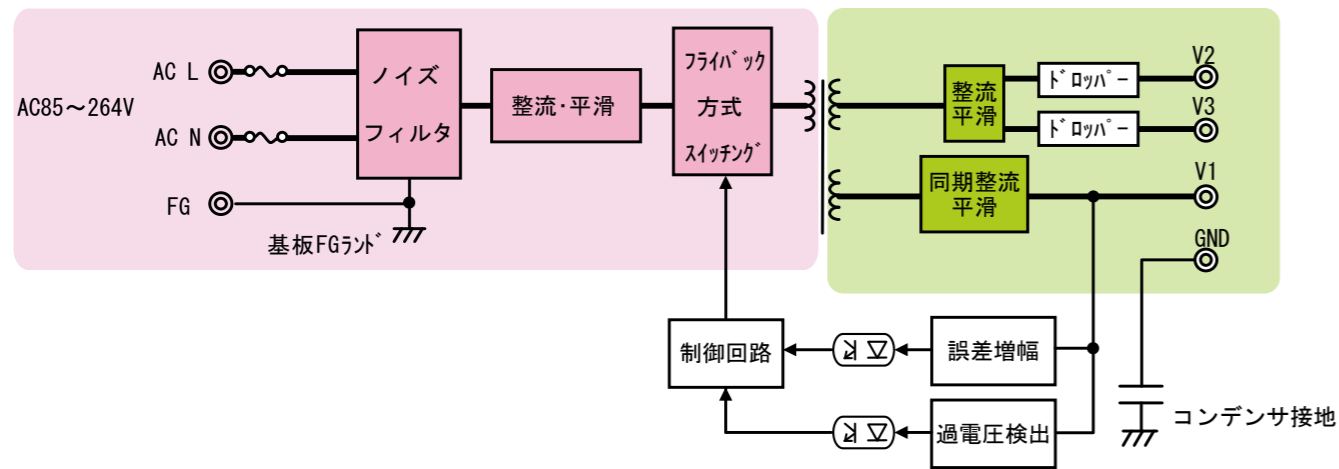 AC85～264V
AC L
AC N
FG
ノイズ
フィルタ
基板FGﾗﾝﾄﾞ
整流･平滑
ﾌﾗｲﾊﾞｯｸ
方式
ｽｲｯﾁﾝｸﾞ
整流
平滑
ﾄﾞﾛｯﾊﾟｰ
ﾄﾞﾛｯﾊﾟｰ
V2
V3
同期整流
平滑
V1
GND
制御回路
誤差増幅
過電圧検出
コンデンサ接地